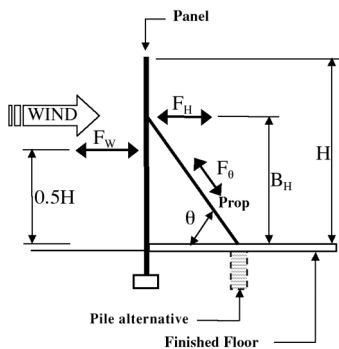 Panel
WIND
F_H
F_W
H
F_θ
B_H
0.5H
Prop
θ
Pile alternative
Finished Floor